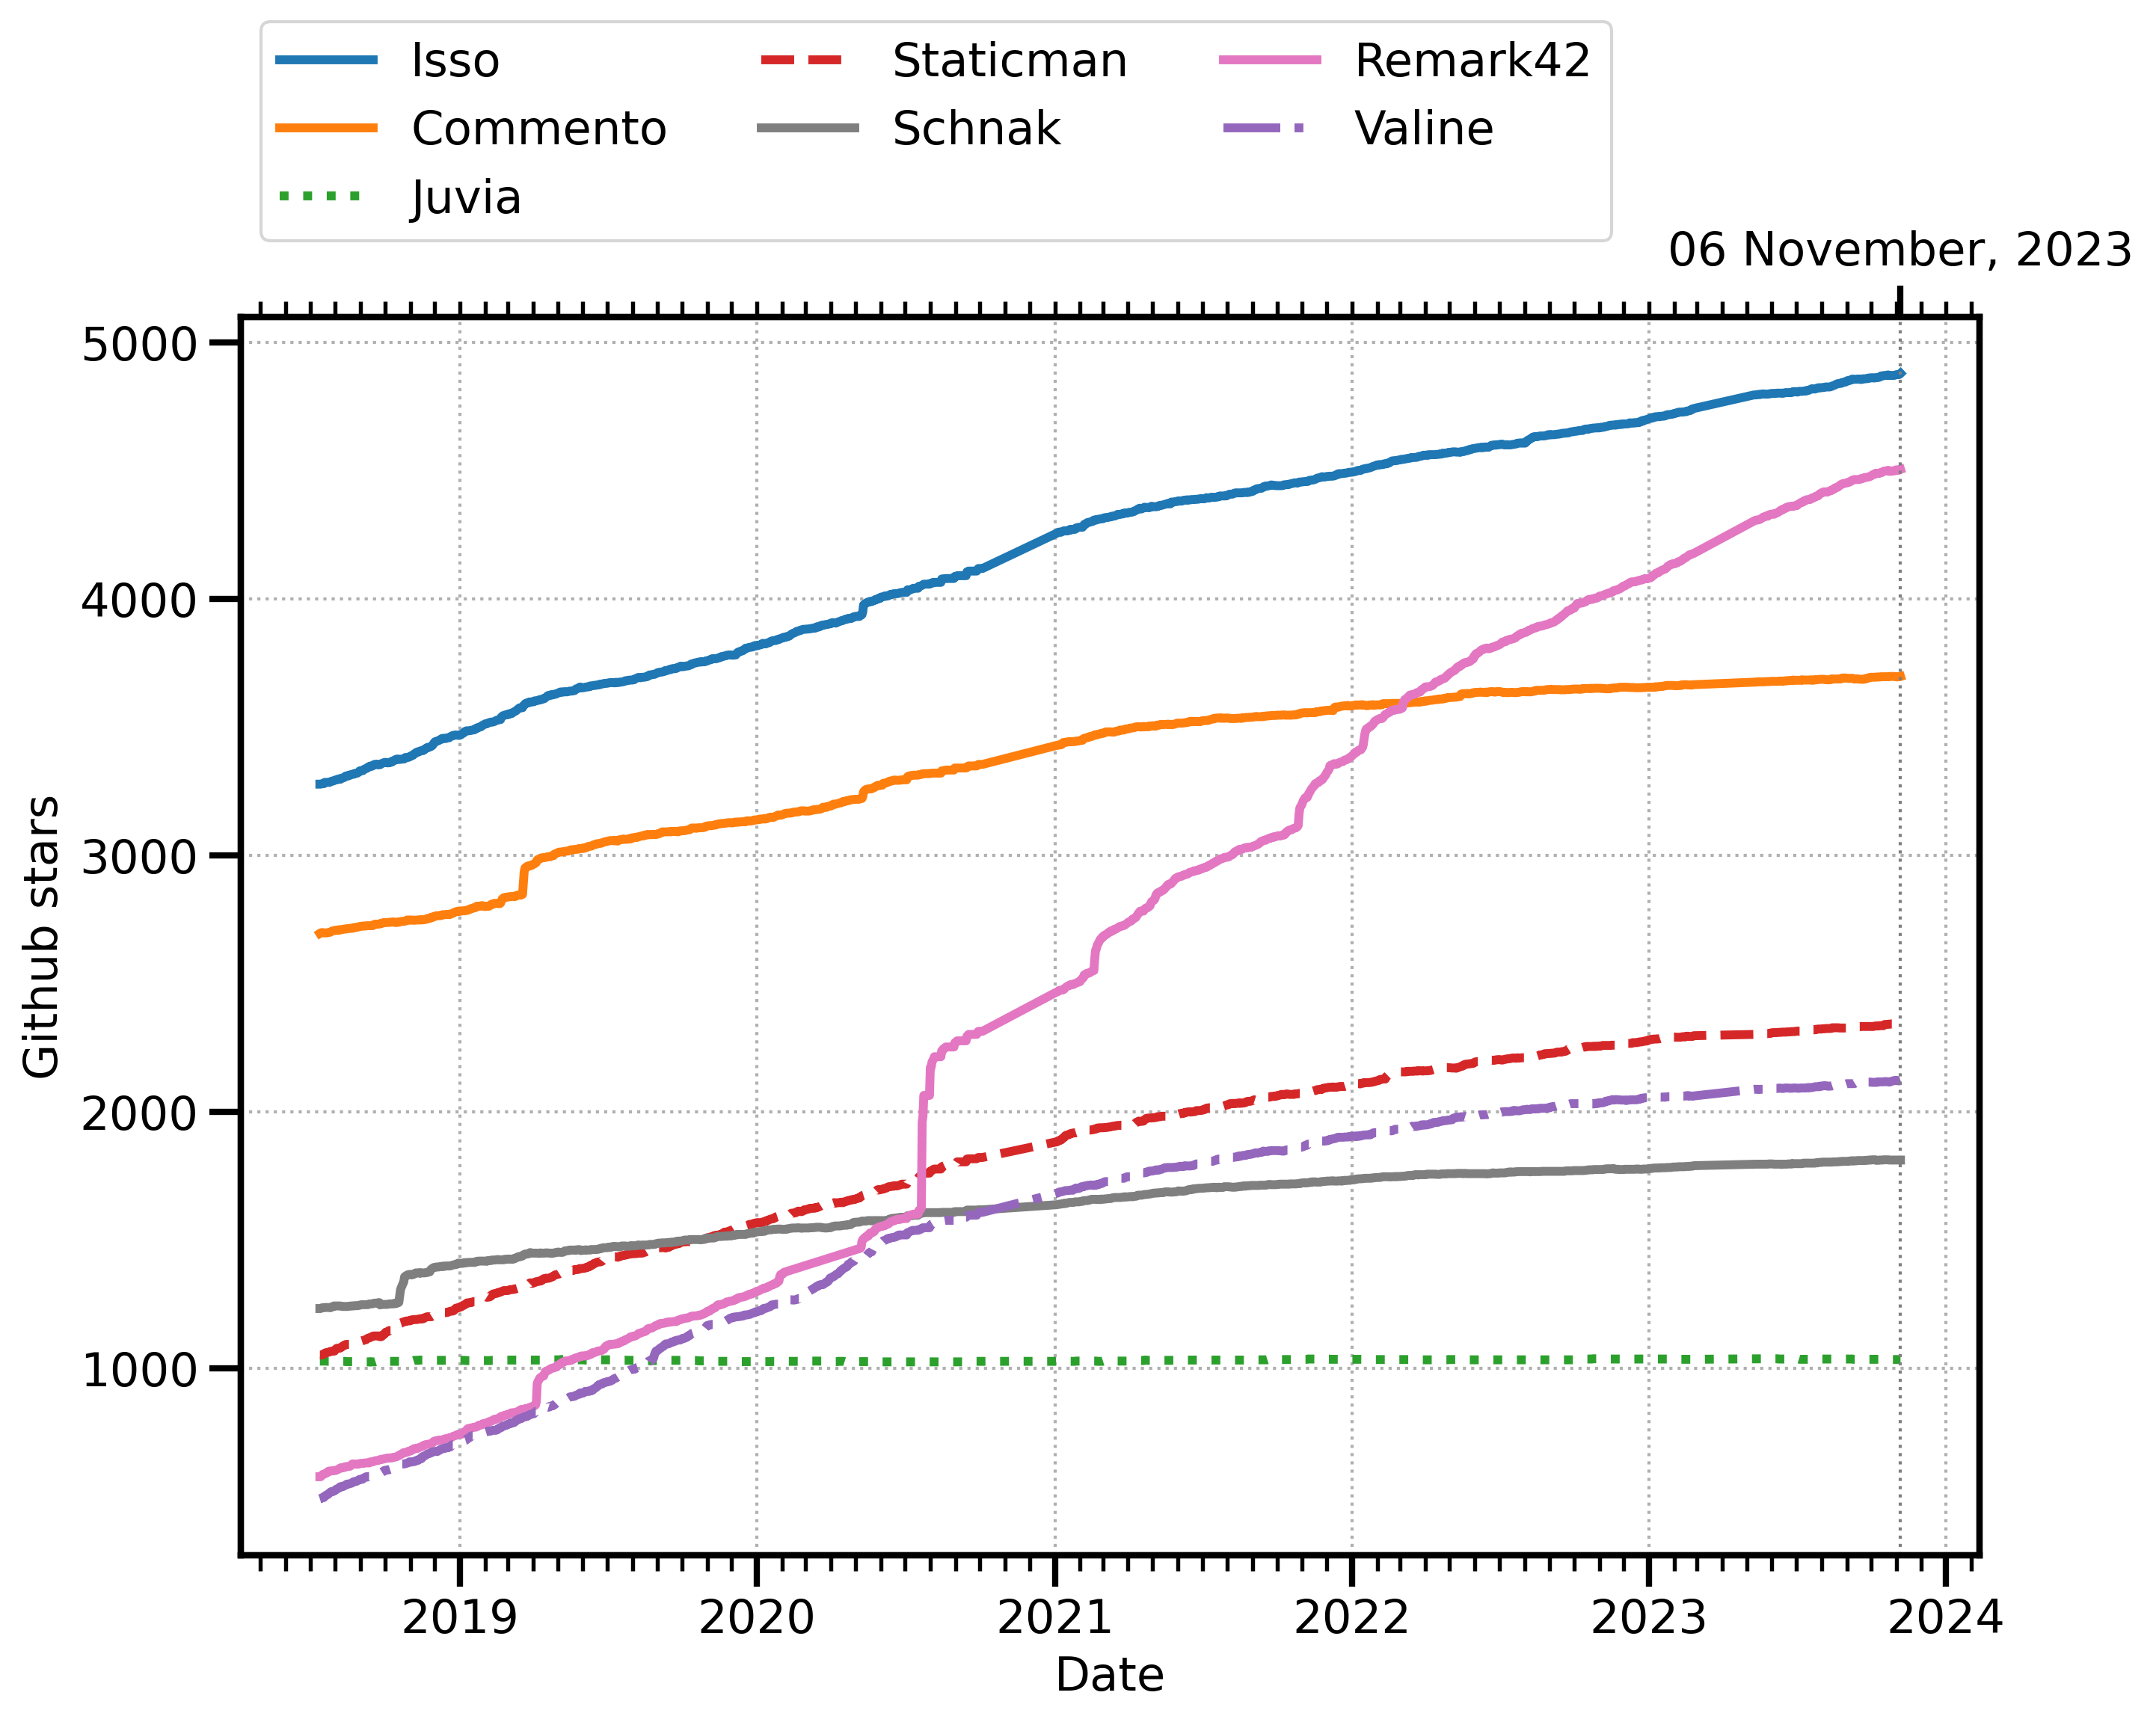 Isso
Commento
Juvia
Staticman
Schnak
Remark42
Valine
06 November, 2023
5000
4000
3000
2000
1000
Github stars
2019 2020 2021 2022 2023 2024
Date